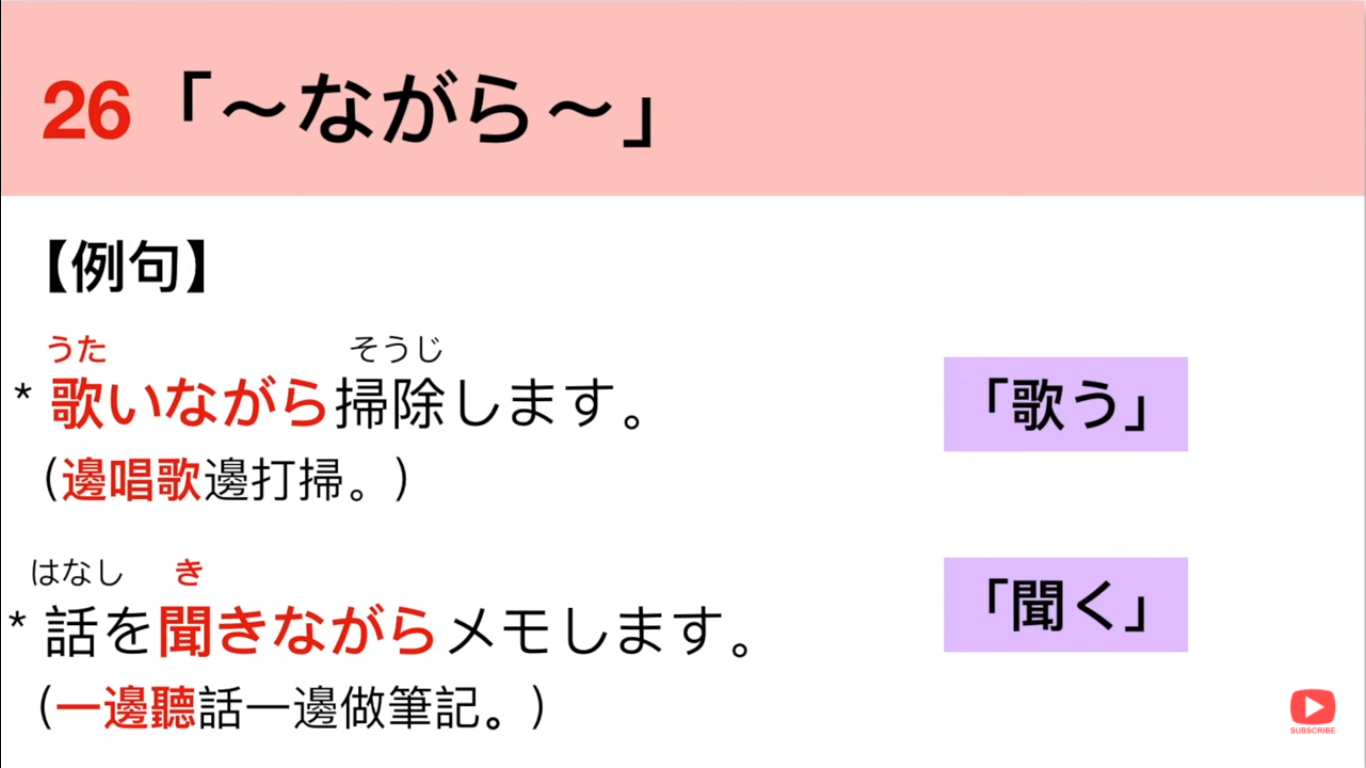 26「～ながら～」
【例句】
うた そうじ
* 歌いながら掃除します。
「歌う」
（邊唱歌邊打掃。）
はなし き
* 話を聞きながらメモします。
「聞く」
（一邊聽話一邊做筆記。）
SUBSCRIBE